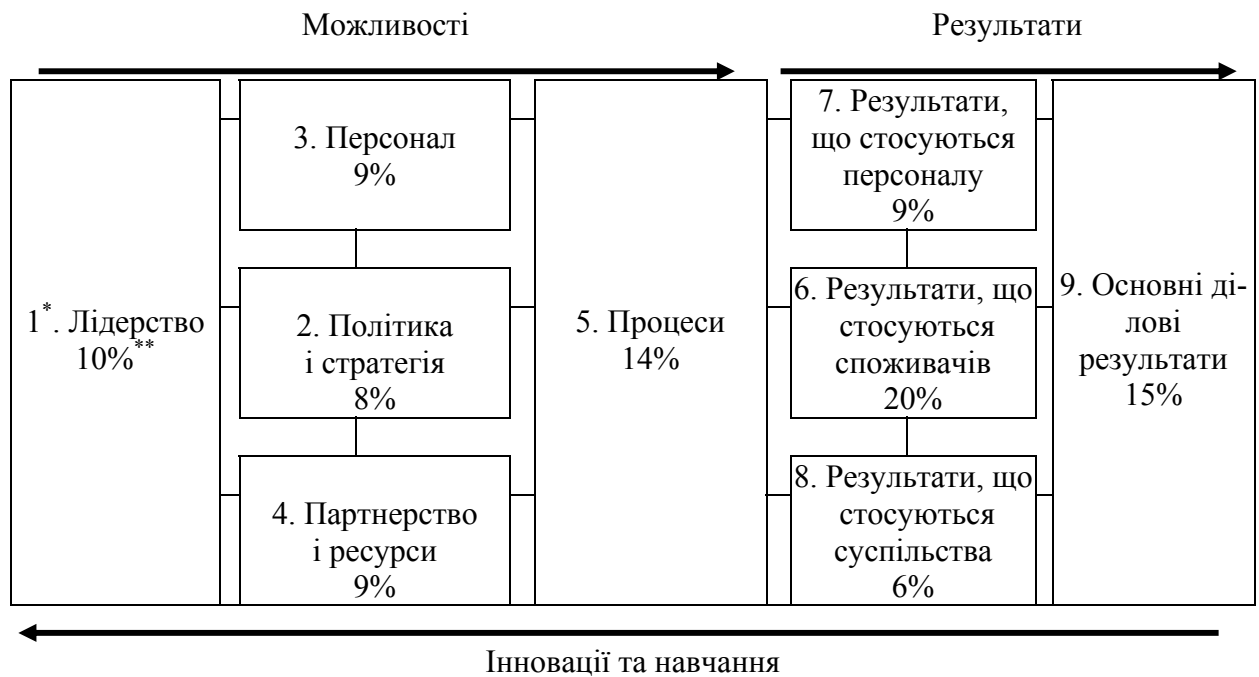 Можливості
Результати
1*. Лідерство
10%**
3. Персонал
9%
2. Політика
і стратегія
8%
4. Партнерство
і ресурси
9%
5. Процеси
14%
7. Результати,
що стосуються
персоналу
9%
6. Результати, що
стосуються
споживачів
20%
8. Результати, що
стосуються
суспільства
6%
9. Основні ді-
лові
результати
15%
Інновації та навчання